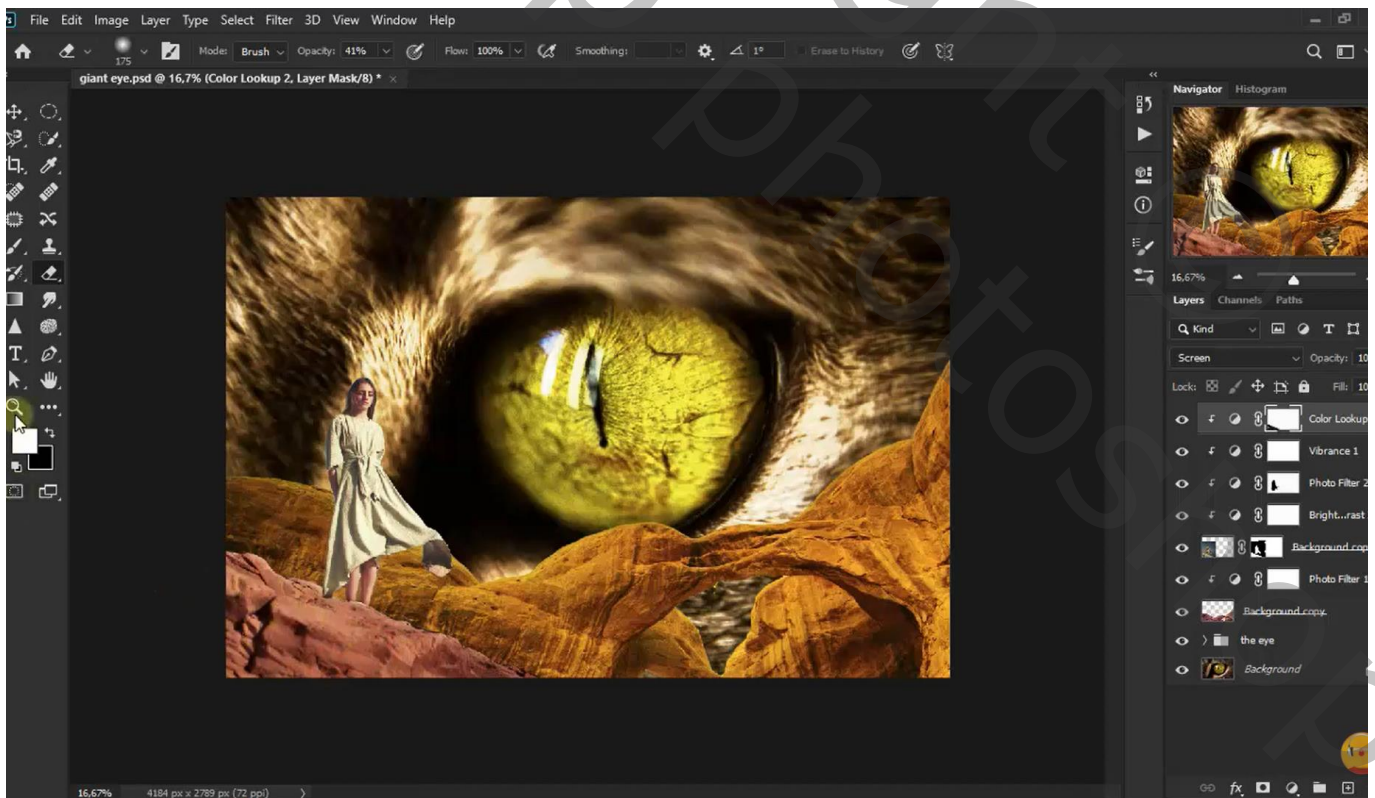 File Edit Image Layer Type Select Filter 3D View Window Help
175 Mode: Brush Opacity: 41% Flow: 100% Smoothing: 1° Erase to History
giant eye.psd @ 16,7% (Color Lookup 2, Layer Mask/8) * ×
Navigator Histogram
16,67%
Layers Channels Paths
Kind
Screen Opacity: 10
Lock: Fill: 10
Color Lookup
Vibrance 1
Photo Filter 2
Bright...rast
Background cop
Photo Filter 1
Background copy
the eye
Background
fx
16,67% 4184 px x 2789 px (72 ppi)